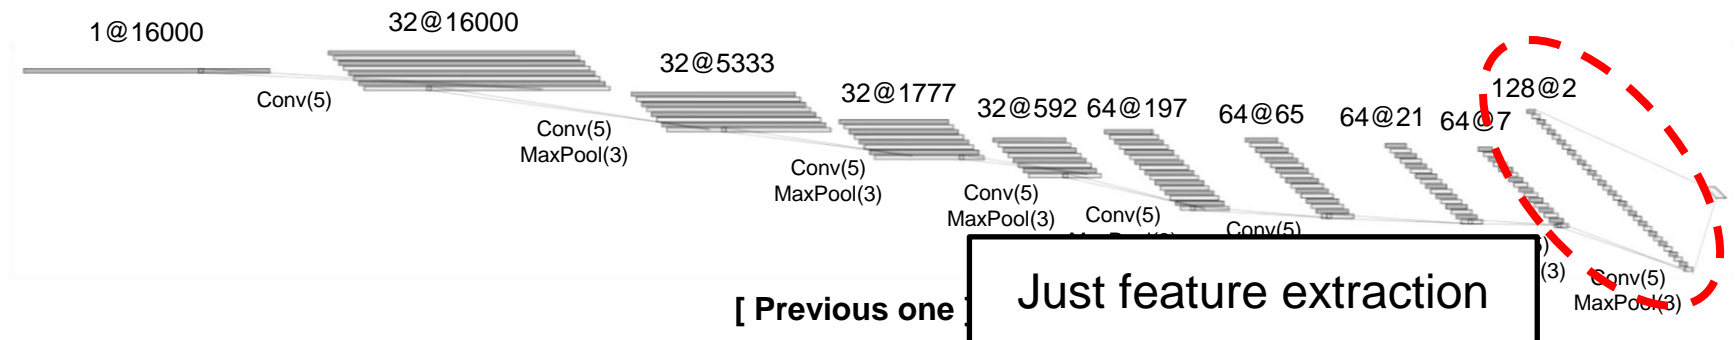 1@16000
32@16000
32@5333
32@1777
32@592
64@197
64@65
64@21
64@7
128@2
Conv(5)
Conv(5)
MaxPool(3)
Conv(5)
MaxPool(3)
Conv(5)
MaxPool(3)
Conv(5)
Conv(5)
(3)
Conv(5)
MaxPool(3)
[ Previous one ]
Just feature extraction